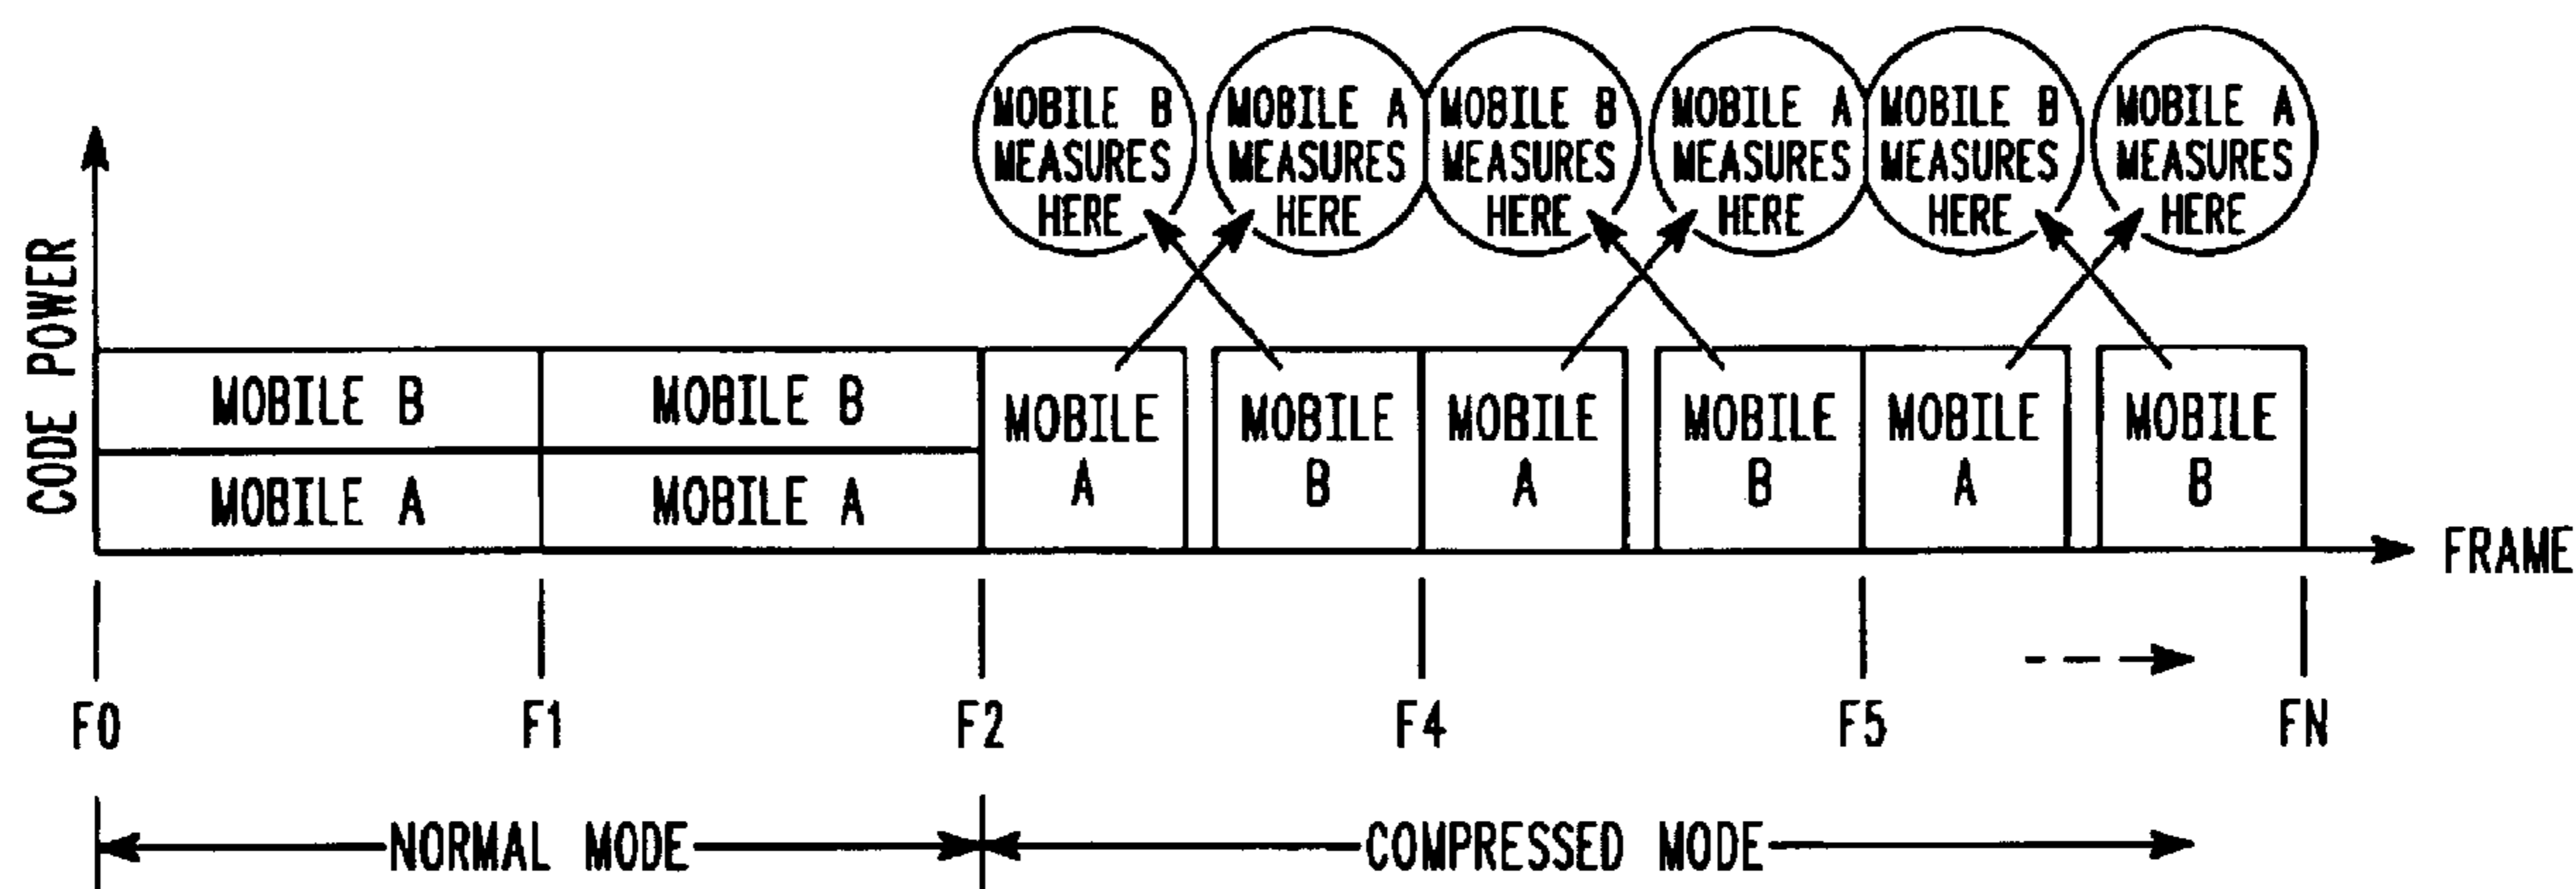 MOBILE B
MEASURES
HERE
MOBILE A
MEASURES
HERE
MOBILE B
MEASURES
HERE
MOBILE A
MEASURES
HERE
MOBILE B
MEASURES
HERE
MOBILE A
MEASURES
HERE
CODE POWER
MOBILE B
MOBILE B
MOBILE A
MOBILE A
MOBILE
A
MOBILE
B
MOBILE
A
MOBILE
B
MOBILE
A
MOBILE
B
FRAME
F0
F1
F2
F4
F5
FN
NORMAL MODE
COMPRESSED MODE